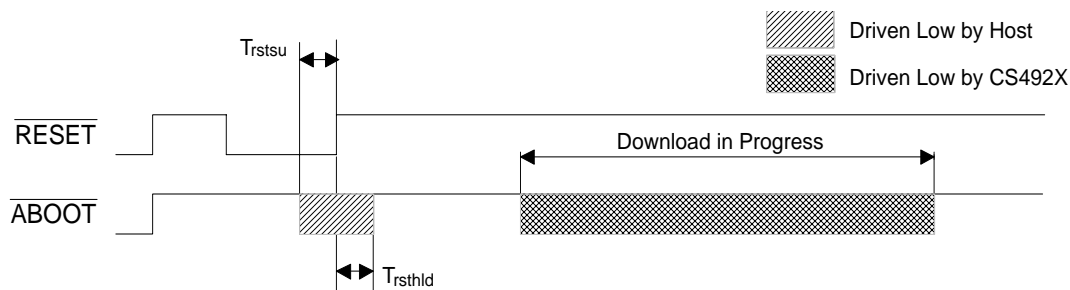 Trstsu
Driven Low by Host
Driven Low by CS492X
RESET
Download in Progress
ABOOT
Trsthld